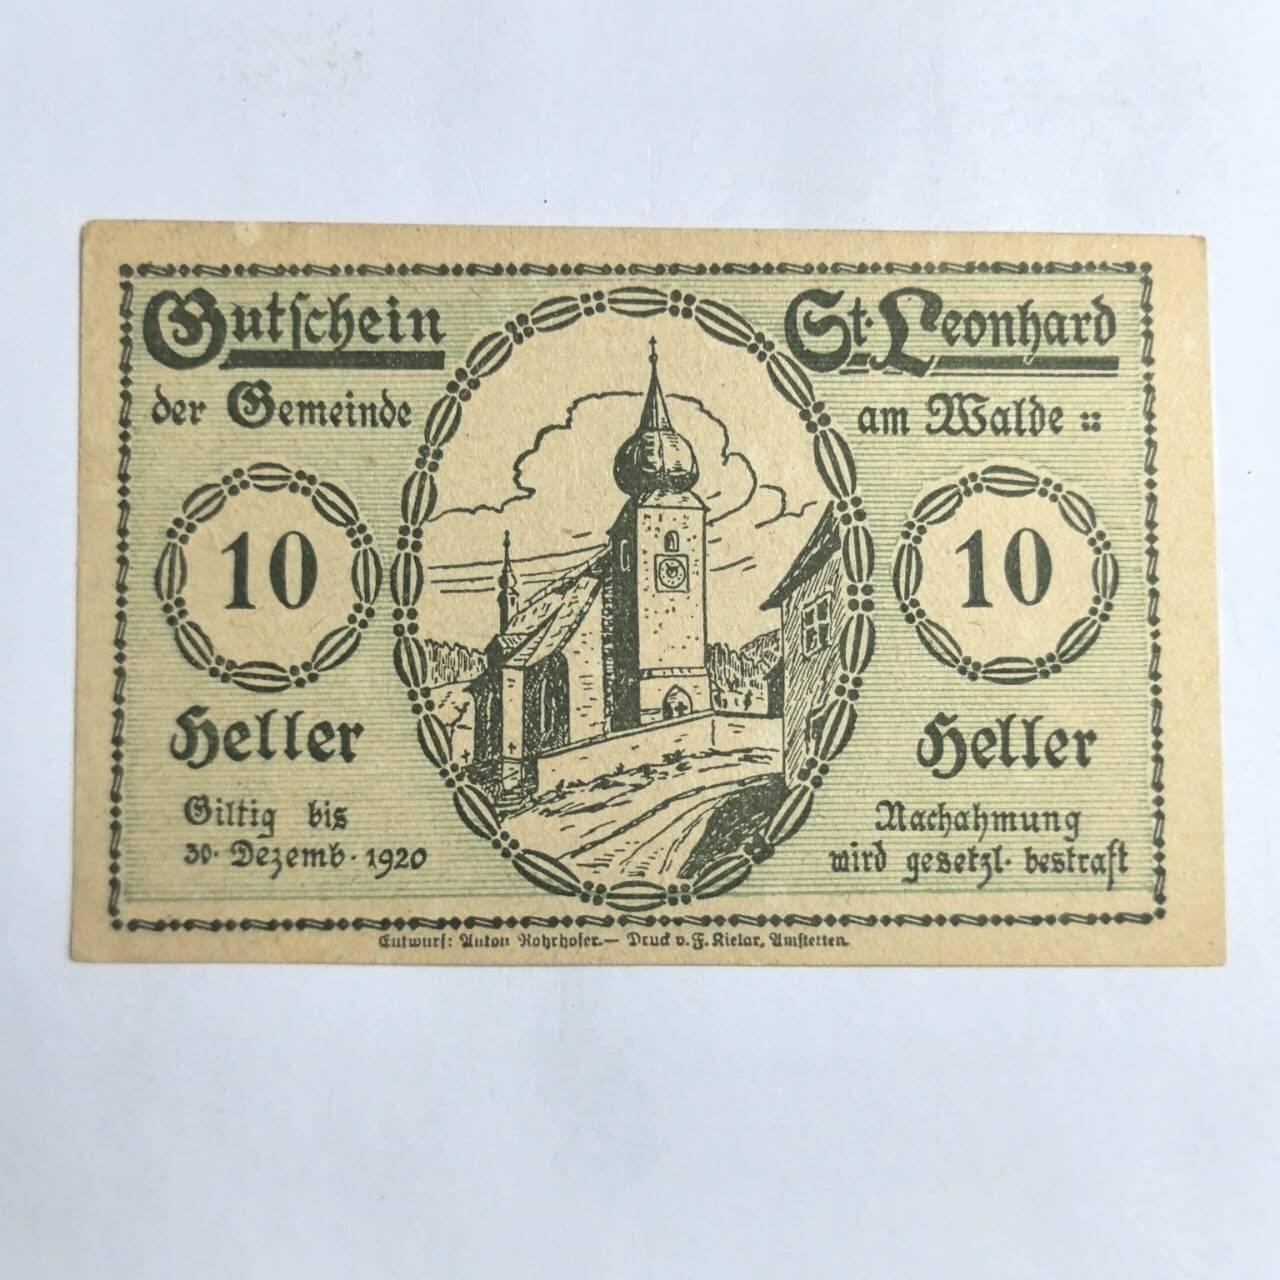 Gutschein
der Gemeinde
St. Leonhard
am Walde ::
10
Heller
10
Heller
Giltig bis
30. Dezemb. 1920
Nachahmung
wird gesetzl. bestraft
Entwurf: Anton Rohrhofer.— Druck v. F. Kielar, Amstetten.